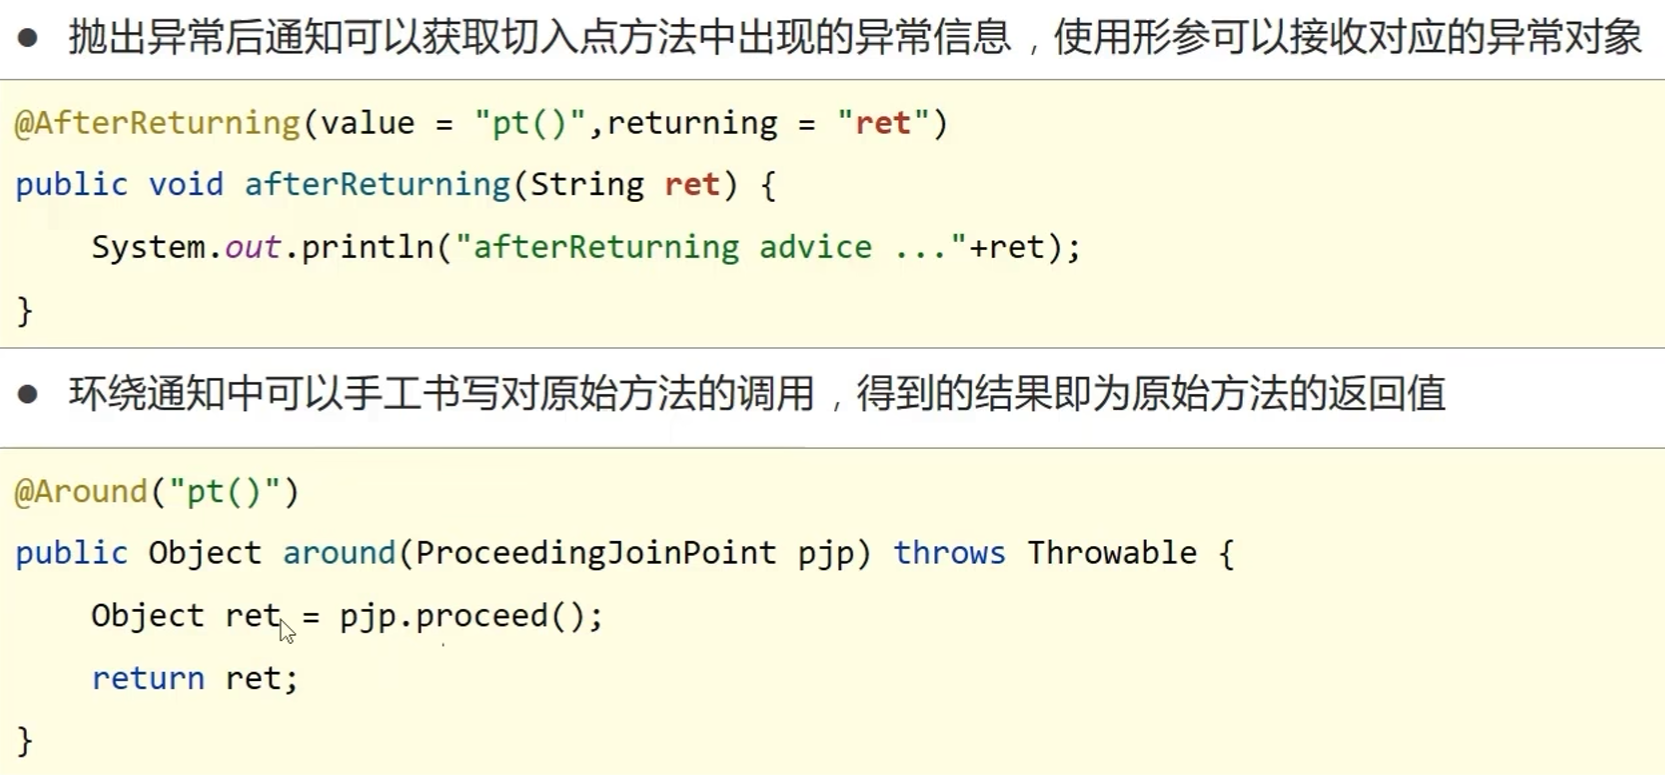 ● 抛出异常后通知可以获取切入点方法中出现的异常信息，使用形参可以接收对应的异常对象
@AfterReturning(value = "pt()",returning = "ret")
public void afterReturning(String ret) {
    System.out.println("afterReturning advice ..."+ret);
}
● 环绕通知中可以手工书写对原始方法的调用，得到的结果即为原始方法的返回值
@Around("pt()")
public Object around(ProceedingJoinPoint pjp) throws Throwable {
    Object ret = pjp.proceed();
    return ret;
}